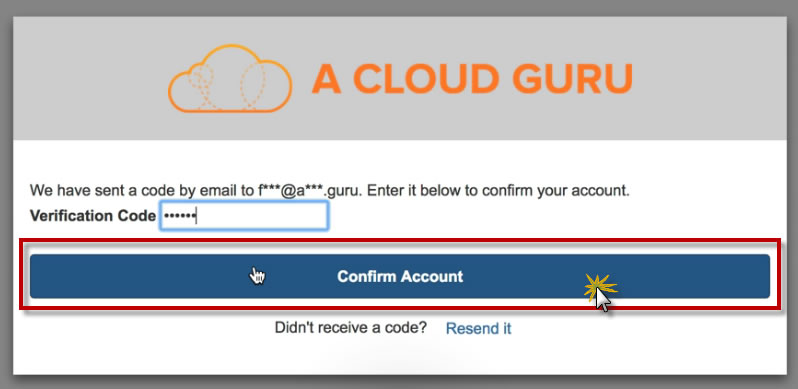 A CLOUD GURU
We have sent a code by email to f***@a***.guru. Enter it below to confirm your account.
Verification Code ••••••
Confirm Account
Didn't receive a code? Resend it